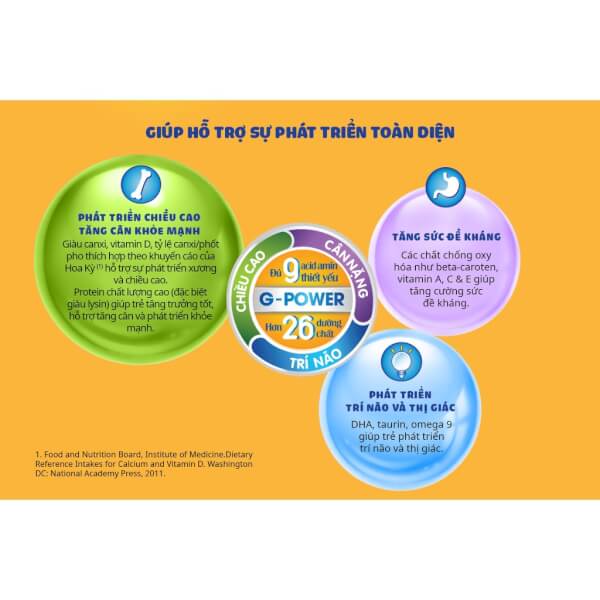 GIÚP HỖ TRỢ SỰ PHÁT TRIỂN TOÀN DIỆN
PHÁT TRIỂN CHIỀU CAO
TĂNG CÂN KHỎE MẠNH
Giàu canxi, vitamin D, tỷ lệ canxi/phốt
pho thích hợp theo khuyến cáo của
Hoa Kỳ (1) hỗ trợ sự phát triển xương
và chiều cao.
Protein chất lượng cao (đặc biệt
giàu lysin) giúp trẻ tăng trưởng tốt,
hỗ trợ tăng cân và phát triển khỏe
mạnh.
CHIỀU CAO
CÂN NẶNG
TRÍ NÃO
Đủ 9 acid amin
thiết yếu
G-POWER
Hơn 26 dưỡng
chất
TĂNG SỨC ĐỀ KHÁNG
Các chất chống oxy
hóa như beta-caroten,
vitamin A, C & E giúp
tăng cường sức
đề kháng.
PHÁT TRIỂN
TRÍ NÃO VÀ THỊ GIÁC
DHA, taurin, omega 9
giúp trẻ phát triển
trí não và thị giác.
1. Food and Nutrition Board, Institute of Medicine.Dietary
Reference Intakes for Calcium and Vitamin D. Washington
DC: National Academy Press, 2011.